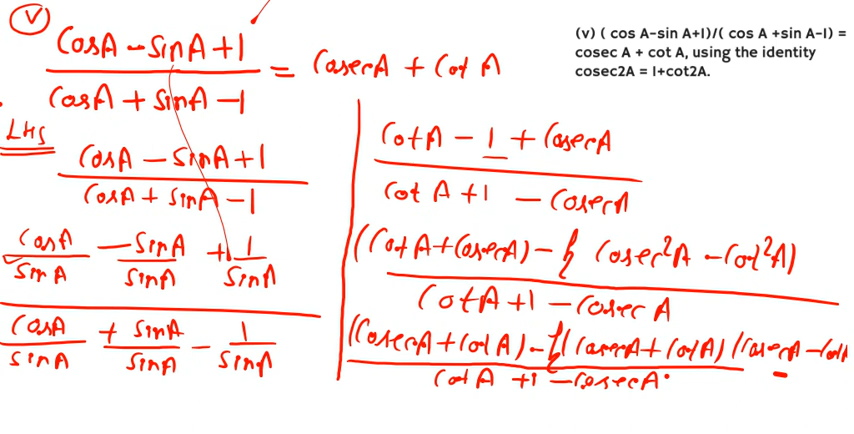 (v)
CosA - sinA + 1
CosA + sinA - 1
= CosecA + Cot A
(v) ( cos A-sin A+1)/( cos A +sin A-1) =
cosec A + cot A, using the identity
cosec2A = 1+cot2A.
LHS
CosA - sinA + 1
CosA + sinA - 1
CosA/SinA - SinA/sinA + 1/SinA
CosA/sinA + sinA/sinA - 1/sinA
Cot A - 1 + CosecA
Cot A + 1 - CosecA
(CotA + CosecA) - { Cosec²A - Cot²A)
CotA + 1 - CosecA
(CosecA + Cot A) - {(CosecA + CotA) (CosecA - Cot
Cot A + 1 - CosecA